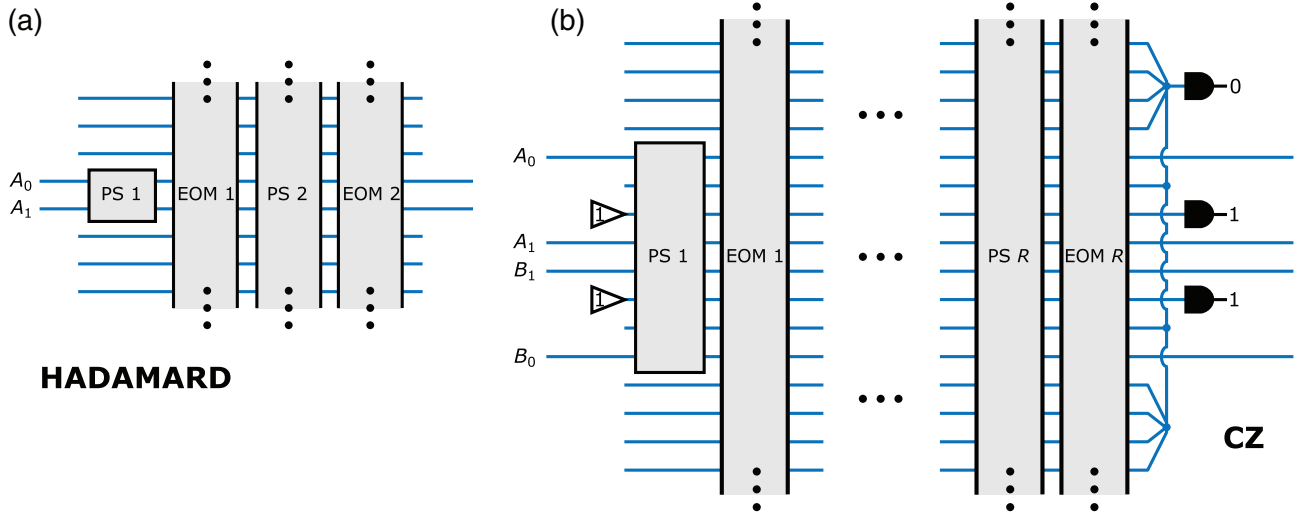 (a)
A₀
A₁
PS 1
EOM 1
PS 2
EOM 2
HADAMARD
(b)
A₀
1
A₁
B₁
1
B₀
PS 1
EOM 1
PS R
EOM R
0
1
1
CZ